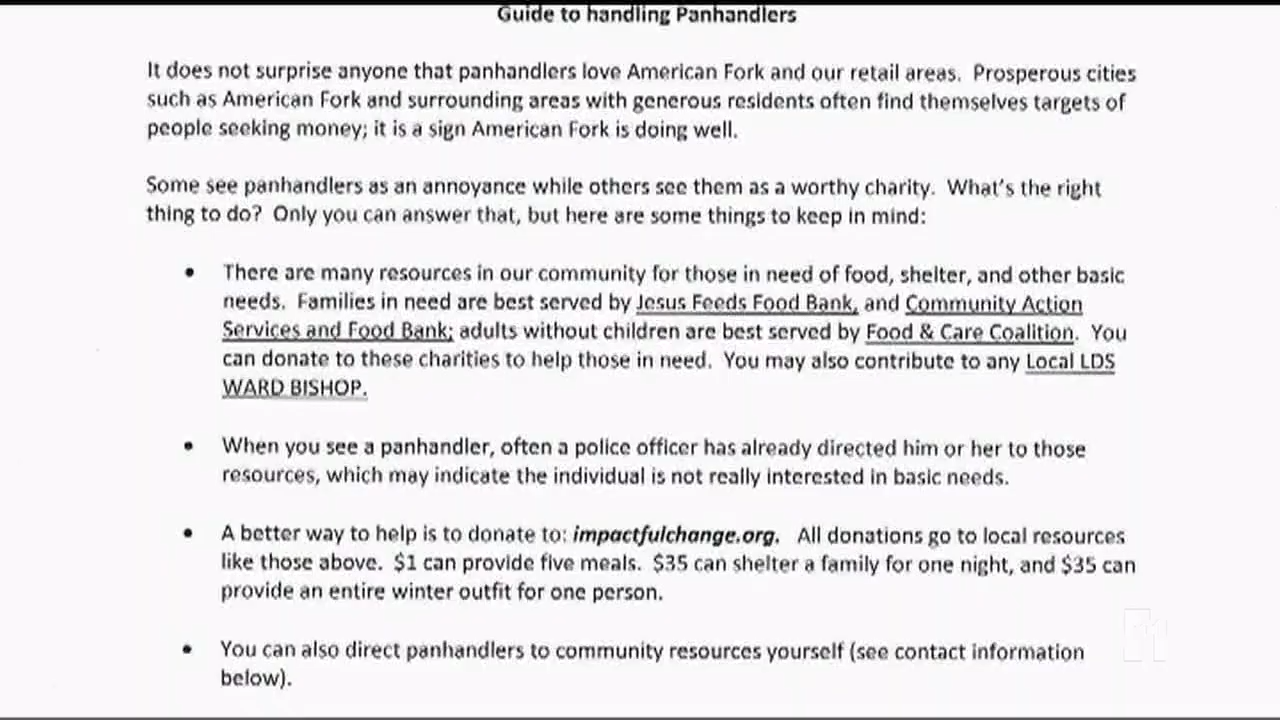 Guide to handling Panhandlers
It does not surprise anyone that panhandlers love American Fork and our retail areas. Prosperous cities
such as American Fork and surrounding areas with generous residents often find themselves targets of
people seeking money; it is a sign American Fork is doing well.
Some see panhandlers as an annoyance while others see them as a worthy charity. What's the right
thing to do? Only you can answer that, but here are some things to keep in mind:
• There are many resources in our community for those in need of food, shelter, and other basic
needs. Families in need are best served by Jesus Feeds Food Bank, and Community Action
Services and Food Bank; adults without children are best served by Food & Care Coalition. You
can donate to these charities to help those in need. You may also contribute to any Local LDS
WARD BISHOP.
• When you see a panhandler, often a police officer has already directed him or her to those
resources, which may indicate the individual is not really interested in basic needs.
• A better way to help is to donate to: impactfulchange.org. All donations go to local resources
like those above. $1 can provide five meals. $35 can shelter a family for one night, and $35 can
provide an entire winter outfit for one person.
• You can also direct panhandlers to community resources yourself (see contact information
below).